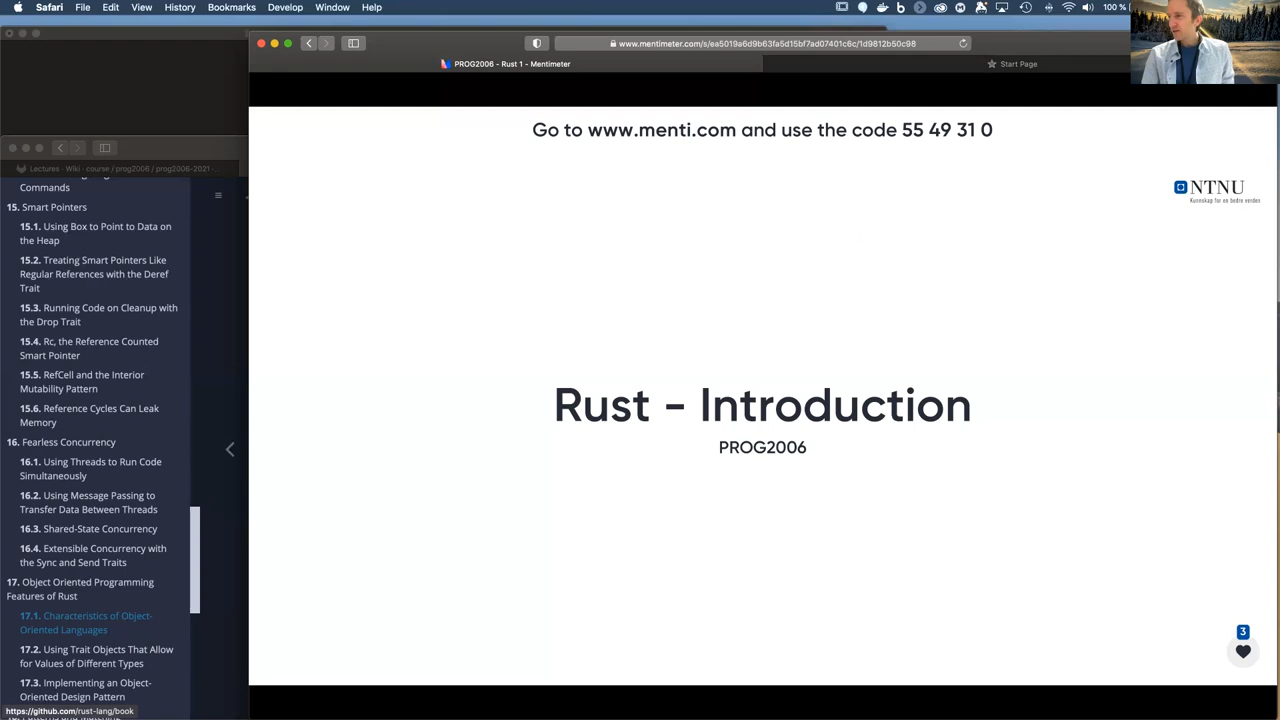 Safari File Edit View History Bookmarks Develop Window Help
100 %
www.mentimeter.com/s/ea5019a6d9b63fa5d15bf7ad07401c6c/1d9812b50c98
PROG2006 - Rust 1 - Mentimeter
Start Page
Go to www.menti.com and use the code 55 49 31 0
NTNU
Kunnskap for en bedre verden
Rust - Introduction
PROG2006
3
Lectures · Wiki · course / prog2006 / prog2006-2021 ·...
Commands
15. Smart Pointers
15.1. Using Box to Point to Data on
the Heap
15.2. Treating Smart Pointers Like
Regular References with the Deref
Trait
15.3. Running Code on Cleanup with
the Drop Trait
15.4. Rc, the Reference Counted
Smart Pointer
15.5. RefCell and the Interior
Mutability Pattern
15.6. Reference Cycles Can Leak
Memory
16. Fearless Concurrency
16.1. Using Threads to Run Code
Simultaneously
16.2. Using Message Passing to
Transfer Data Between Threads
16.3. Shared-State Concurrency
16.4. Extensible Concurrency with
the Sync and Send Traits
17. Object Oriented Programming
Features of Rust
17.1. Characteristics of Object-
Oriented Languages
17.2. Using Trait Objects That Allow
for Values of Different Types
17.3. Implementing an Object-
Oriented Design Pattern
https://github.com/rust-lang/book